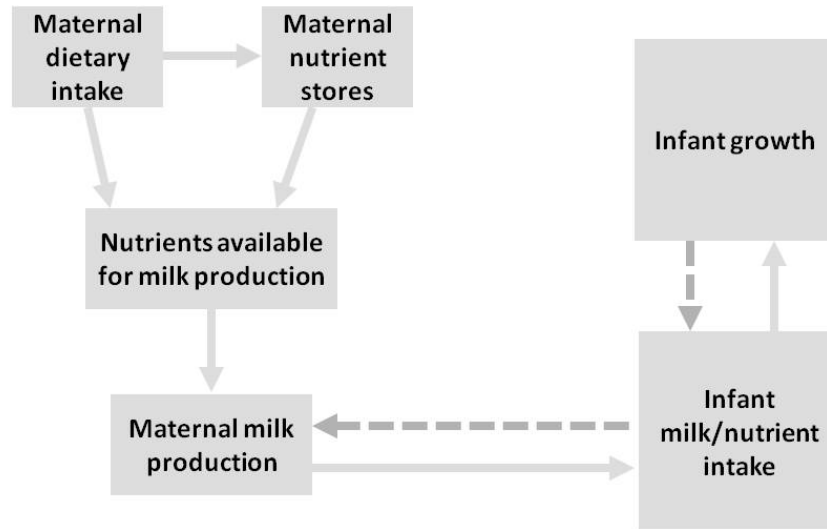 Maternal
dietary
intake
Maternal
nutrient
stores
Infant growth
Nutrients available
for milk production
Maternal milk
production
Infant
milk/nutrient
intake